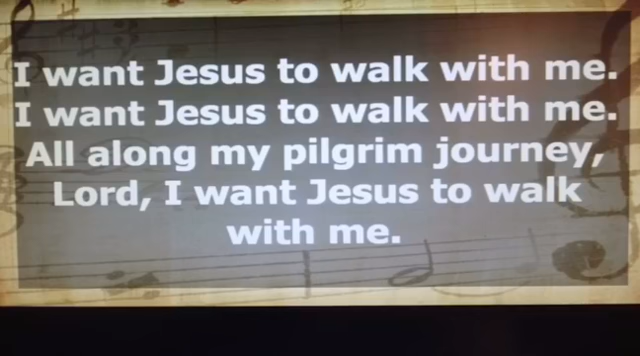 I want Jesus to walk with me.
I want Jesus to walk with me.
All along my pilgrim journey,
Lord, I want Jesus to walk
with me.